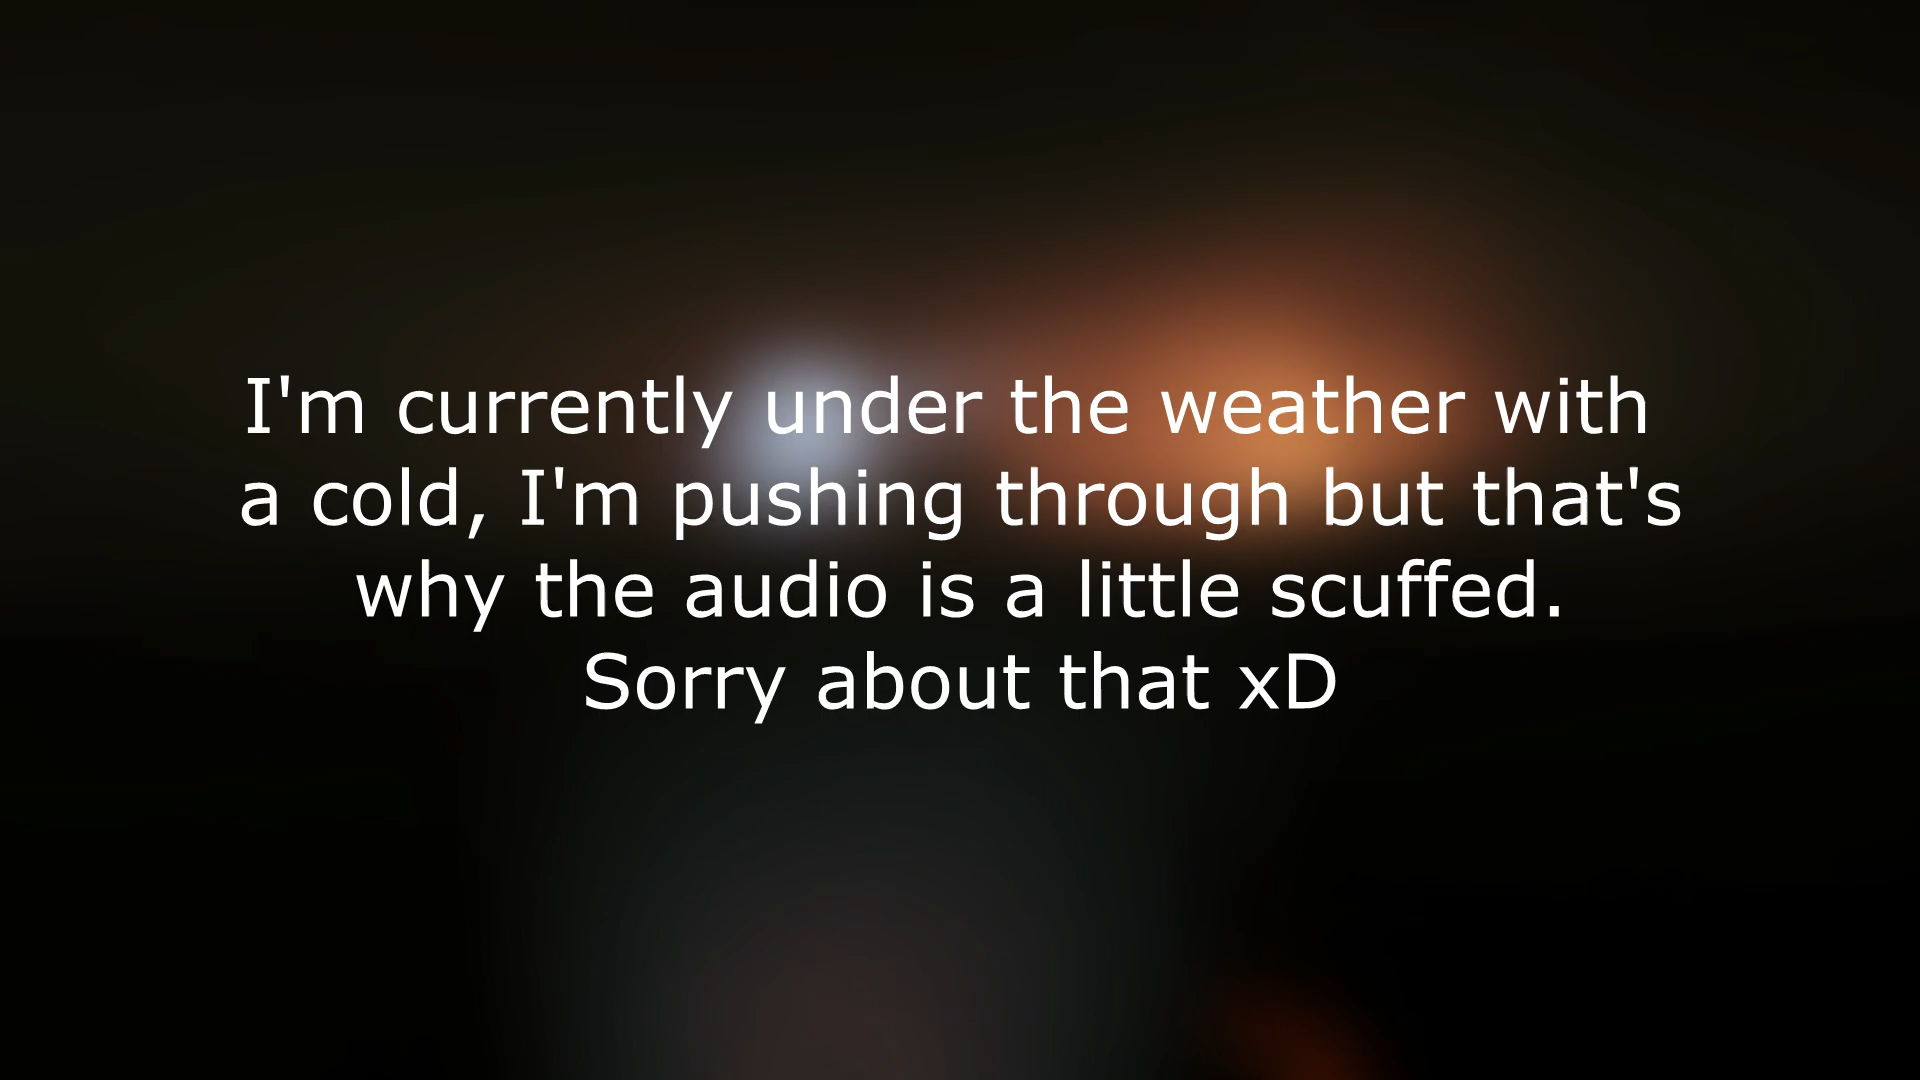 I'm currently under the weather with
a cold, I'm pushing through but that's
why the audio is a little scuffed.
Sorry about that xD